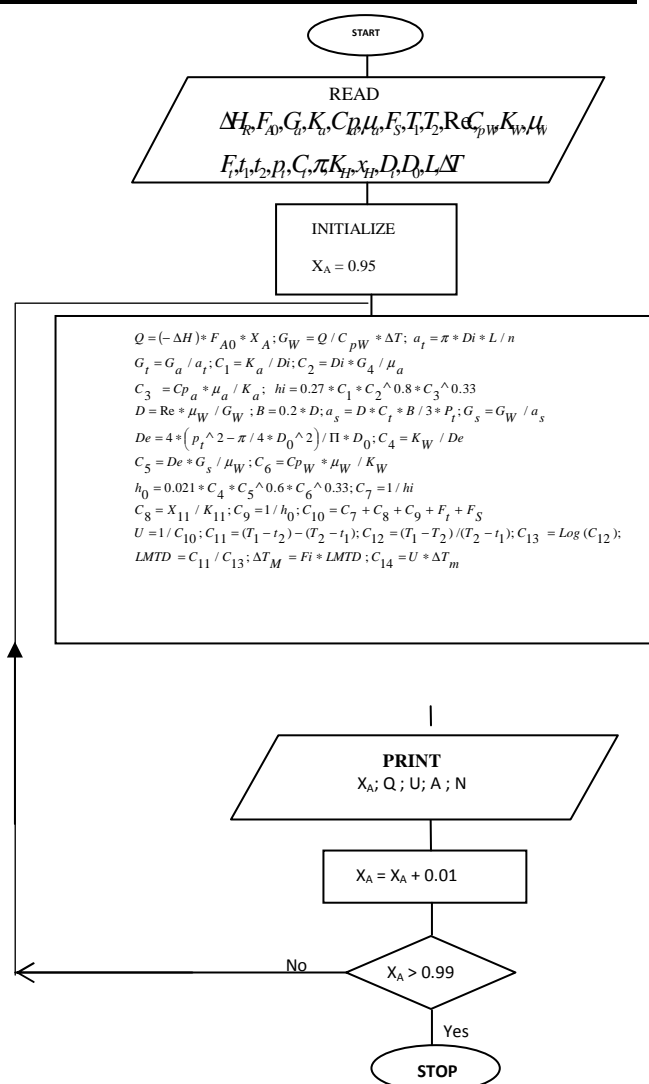 START
READ
ΔH_R,F_A0,G_a,K_a,Cp_a,μ_a,F_S,T_1,T_2,Re,C_pW,K_W,μ_W
F_i,t_1,t_2,p_t,C_t,π,K_H,x_H,D_i,D_0,L,ΔT
INITIALIZE
X_A = 0.95
Q = (−ΔH) * F_A0 * X_A ; G_W = Q / C_pW * ΔT ; a_t = π * Di * L / n
G_t = G_a / a_t ; C_1 = K_a / Di ; C_2 = Di * G_4 / μ_a
C_3 = Cp_a * μ_a / K_a ; hi = 0.27 * C_1 * C_2 ^ 0.8 * C_3 ^ 0.33
D = Re * μ_W / G_W ; B = 0.2 * D ; a_s = D * C_t * B / 3 * P_t ; G_s = G_W / a_s
De = 4 * (p_t ^ 2 − π / 4 * D_0 ^ 2) / Π * D_0 ; C_4 = K_W / De
C_5 = De * G_s / μ_W ; C_6 = Cp_W * μ_W / K_W
h_0 = 0.021 * C_4 * C_5 ^ 0.6 * C_6 ^ 0.33 ; C_7 = 1 / hi
C_8 = X_11 / K_11 ; C_9 = 1 / h_0 ; C_10 = C_7 + C_8 + C_9 + F_t + F_S
U = 1 / C_10 ; C_11 = (T_1 − t_2) − (T_2 − t_1) ; C_12 = (T_1 − T_2) / (T_2 − t_1) ; C_13 = Log (C_12) ;
LMTD = C_11 / C_13 ; ΔT_M = Fi * LMTD ; C_14 = U * ΔT_m
PRINT
X_A; Q ; U; A ; N
X_A = X_A + 0.01
No
X_A > 0.99
Yes
STOP